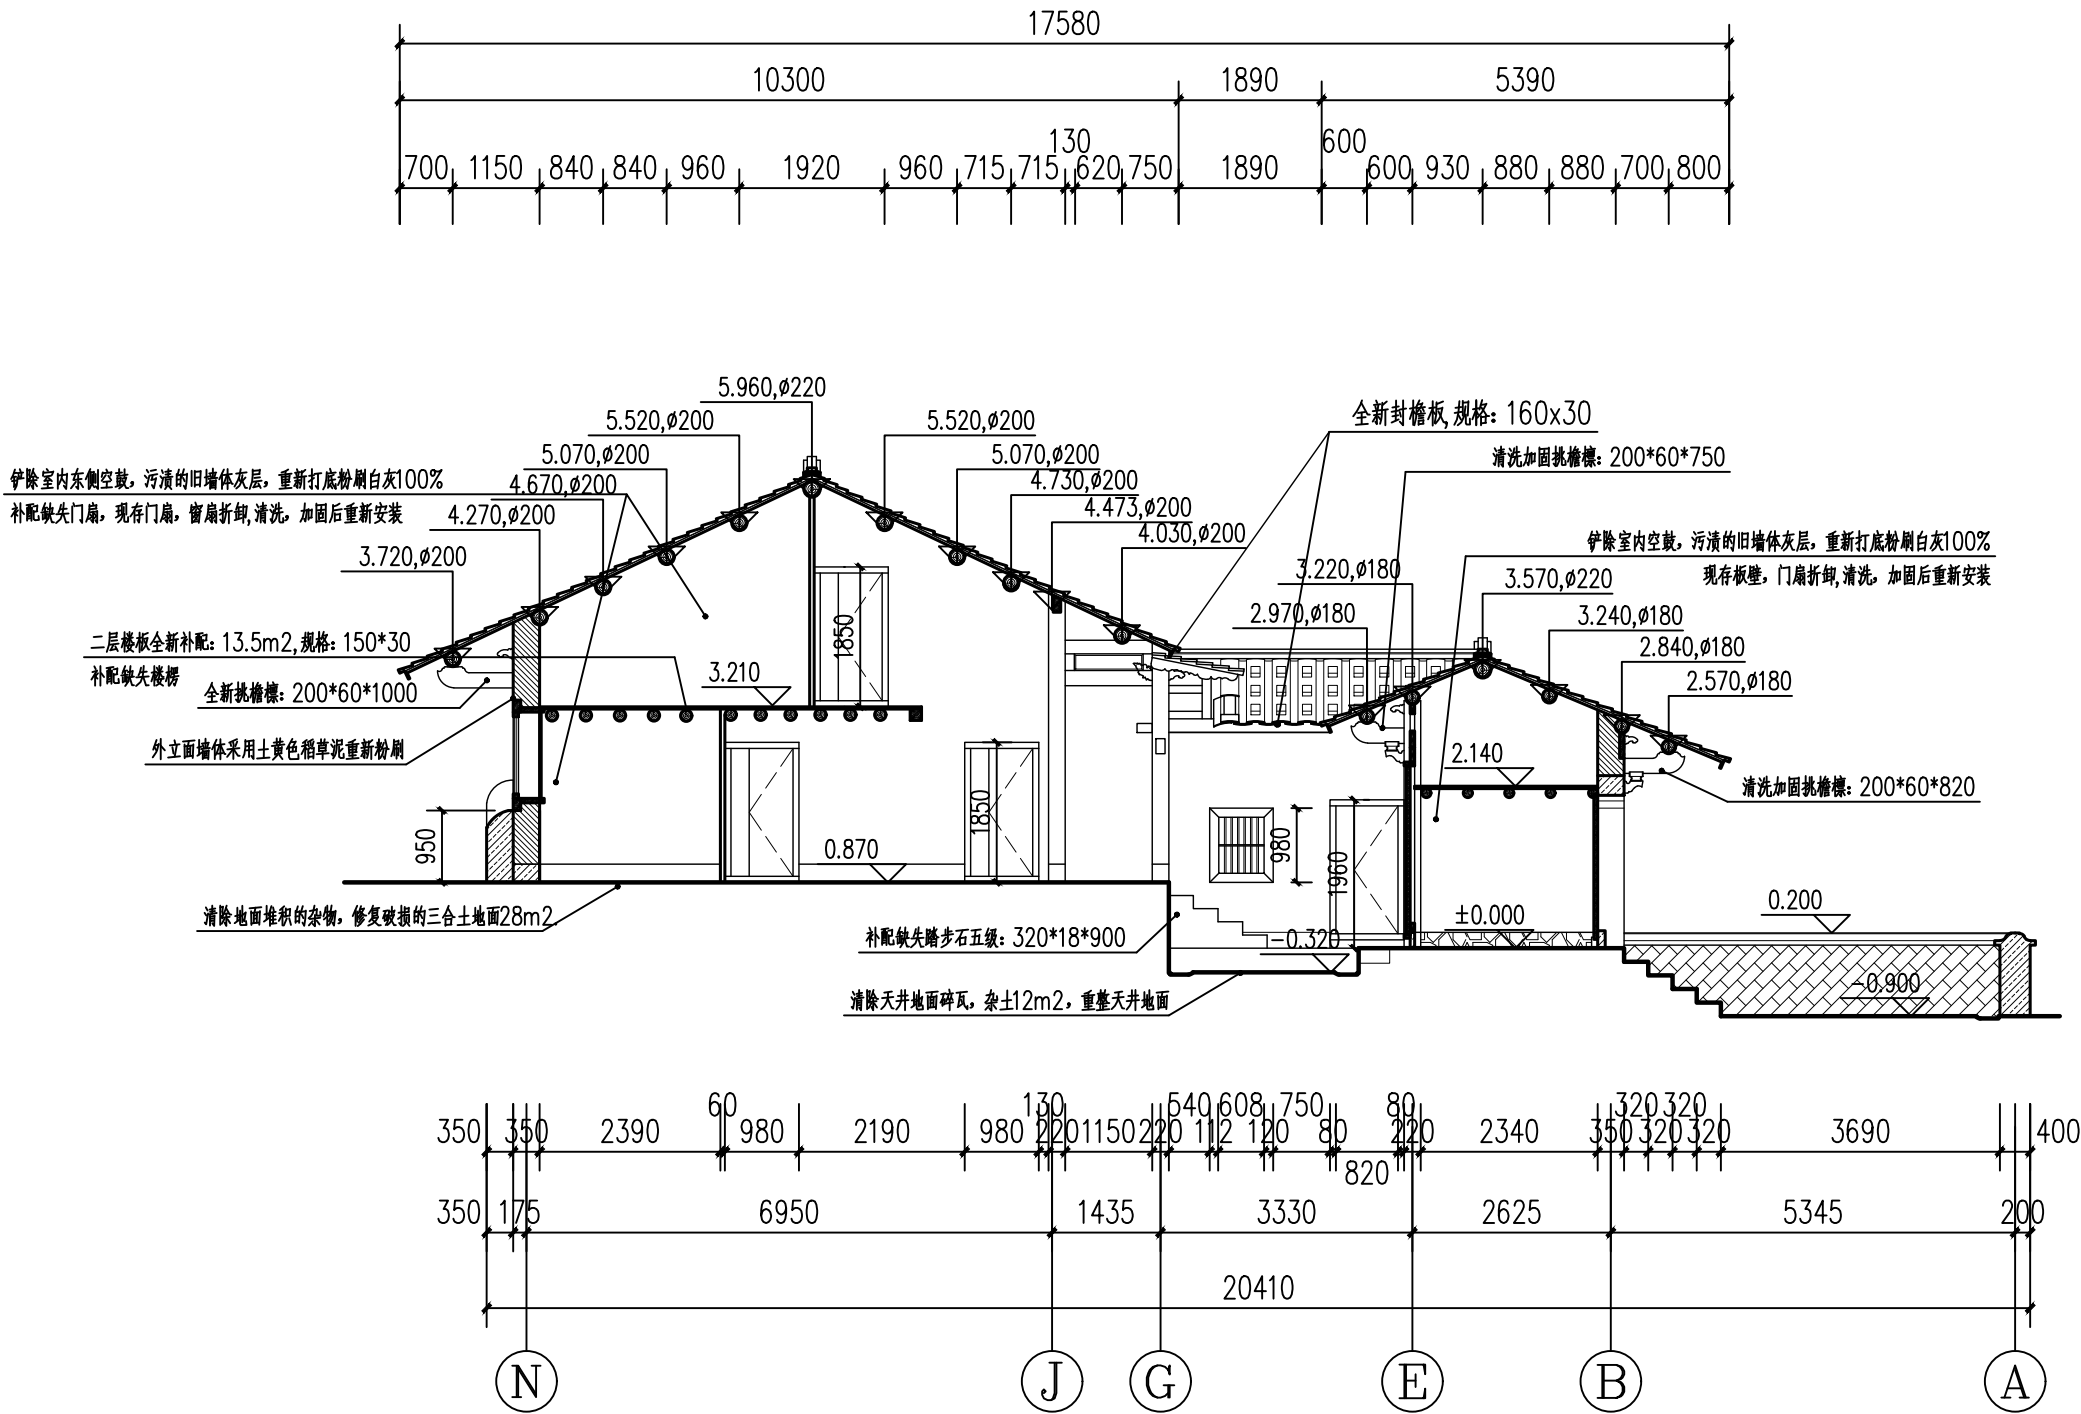 17580
10300 1890 5390
130 600
700 1150 840 840 960 1920 960 715 715 620 750 1890 600 930 880 880 700 800
5.960,ø220
5.520,ø200
5.520,ø200
全新封檐板,规格：160x30
5.070,ø200
5.070,ø200
清洗加固挑檐檩：200*60*750
铲除室内东侧空鼓，污渍的旧墙体灰层，重新打底粉刷白灰100%
补配缺失门扇，现存门扇，窗扇折卸,清洗，加固后重新安装
4.670,ø200
4.730,ø200
4.270,ø200
4.473,ø200
4.030,ø200
3.720,ø200
铲除室内空鼓，污渍的旧墙体灰层，重新打底粉刷白灰100%
现存板壁，门扇折卸,清洗，加固后重新安装
3.220,ø180
3.570,ø220
2.970,ø180
3.240,ø180
1850
二层楼板全新补配：13.5m2,规格：150*30
补配缺失楼楞
2.840,ø180
3.210
2.570,ø180
全新挑檐檩：200*60*1000
外立面墙体采用土黄色稻草泥重新粉刷
2.140
清洗加固挑檐檩：200*60*820
950
1850
980
1960
0.870
清除地面堆积的杂物，修复破损的三合土地面28m2
补配缺失踏步石五级：320*18*900
±0.000
0.200
-0.320
清除天井地面碎瓦，杂土12m2，重整天井地面
-0.900
60 130 540 608 750 80 320 320
350 350 2390 980 2190 980 220 1150 220 112 120 80 220 2340 350 320 320 3690 400
820
350 175 6950 1435 3330 2625 5345 200
20410
N J G E B A